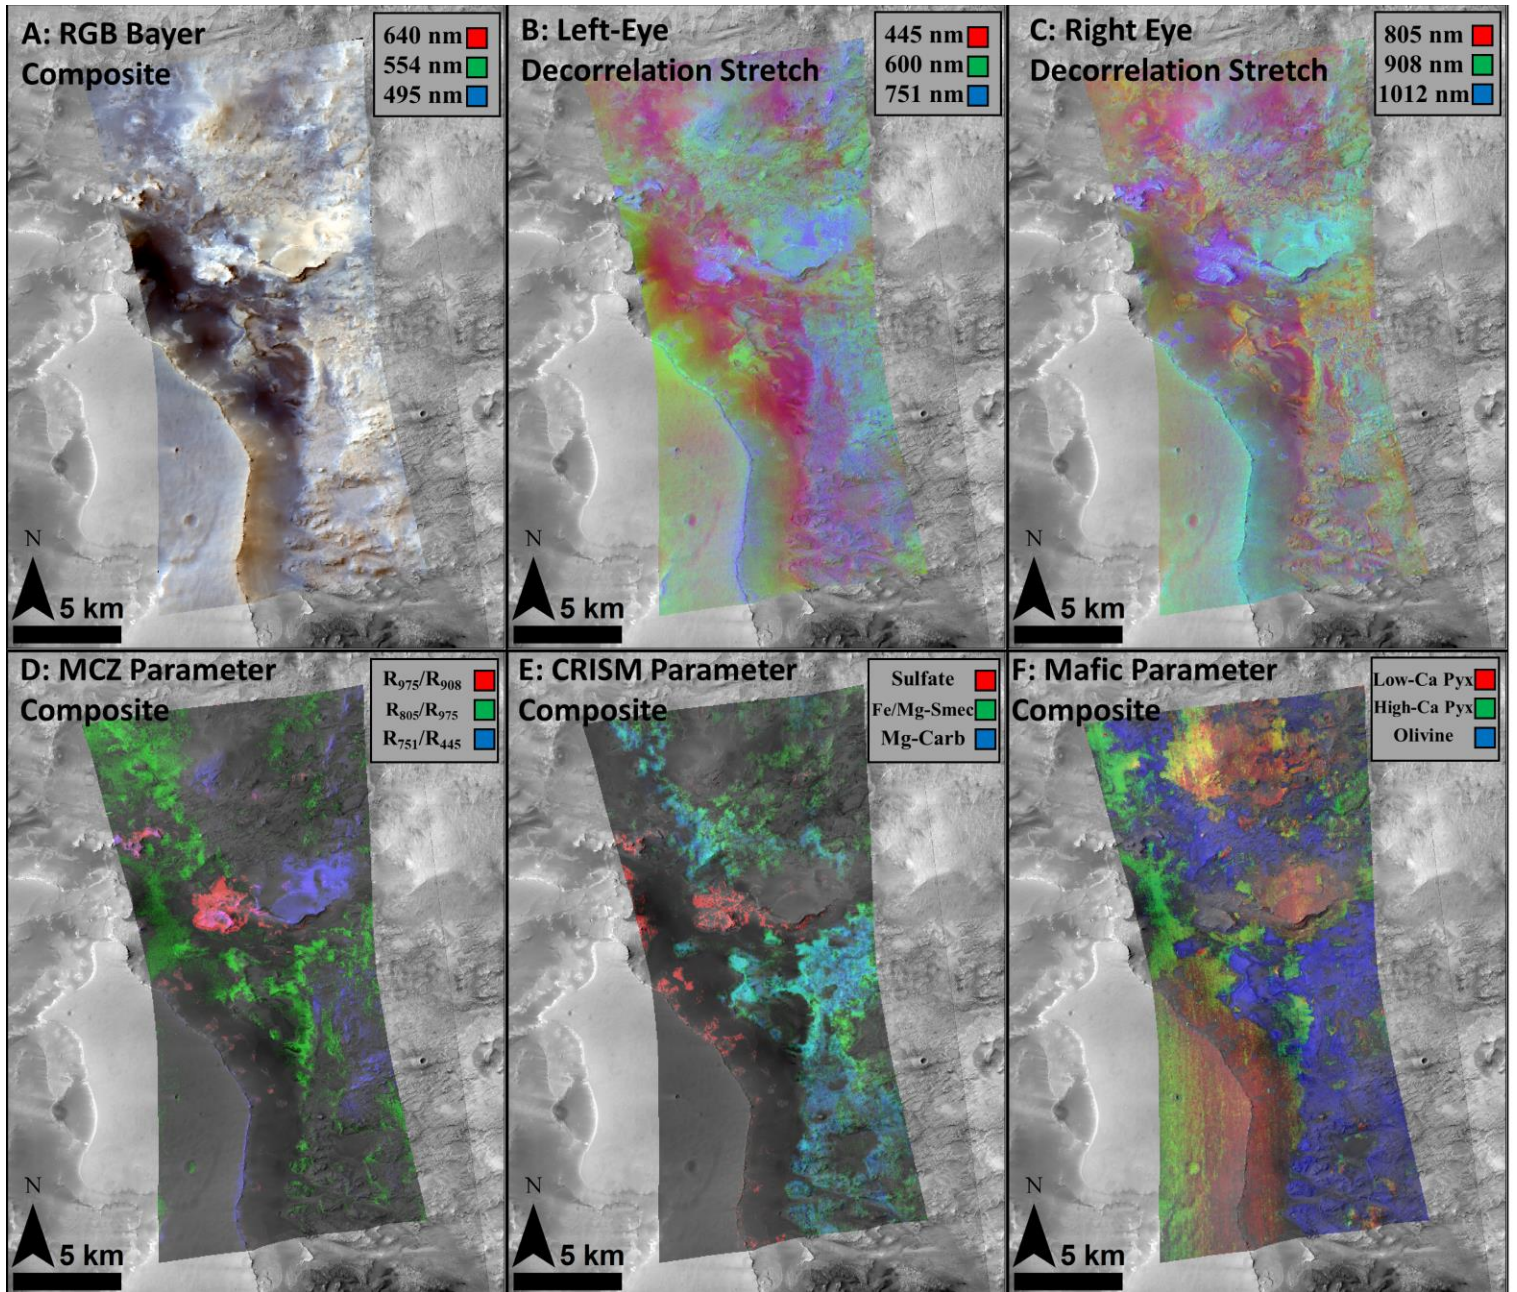 A: RGB Bayer
Composite
640 nm
554 nm
495 nm
N
5 km
B: Left-Eye
Decorrelation Stretch
445 nm
600 nm
751 nm
N
5 km
C: Right Eye
Decorrelation Stretch
805 nm
908 nm
1012 nm
N
5 km
D: MCZ Parameter
Composite
R975/R908
R805/R975
R751/R445
N
5 km
E: CRISM Parameter
Composite
Sulfate
Fe/Mg-Smec
Mg-Carb
N
5 km
F: Mafic Parameter
Composite
Low-Ca Pyx
High-Ca Pyx
Olivine
N
5 km